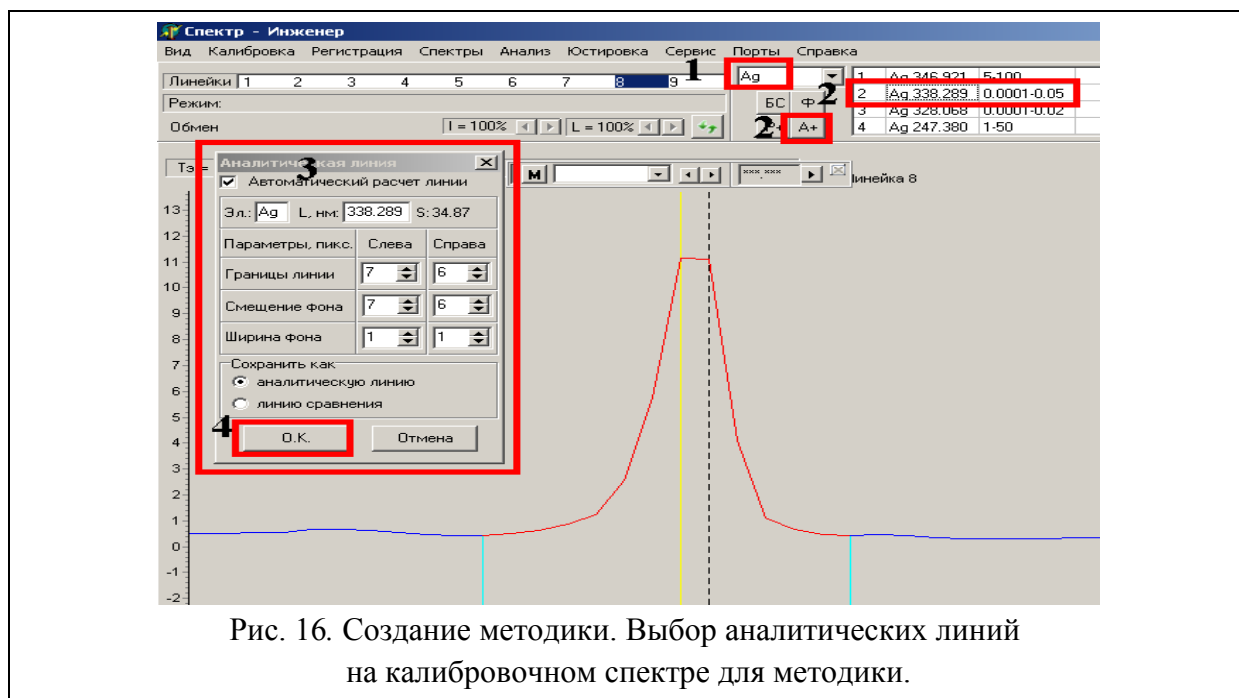 Спектр - Инженер
Вид Калибровка Регистрация Спектры Анализ Юстировка Сервис Порты Справка
Линейки 1 2 3 4 5 6 7 8 9
1
Ag
1 Ag 346.921 5-100
2 Ag 338.289 0.0001-0.05
3 Ag 328.068 0.0001-0.02
4 Ag 247.380 1-50
2
Режим:
БС Ф
Обмен
I = 100% L = 100%
2
А+
Тэ =
М
***.***
линейка 8
Аналитическая линия
3
Автоматический расчет линии
Эл.: Ag L, нм: 338.289 S: 34.87
Параметры, пикс. Слева Справа
Границы линии 7 6
Смещение фона 7 6
Ширина фона 1 1
Сохранить как
аналитическую линию
линию сравнения
4
О.К. Отмена
13
12
11
10
9
8
7
6
5
4
3
2
1
0
-1
-2
Рис. 16. Создание методики. Выбор аналитических линий
на калибровочном спектре для методики.